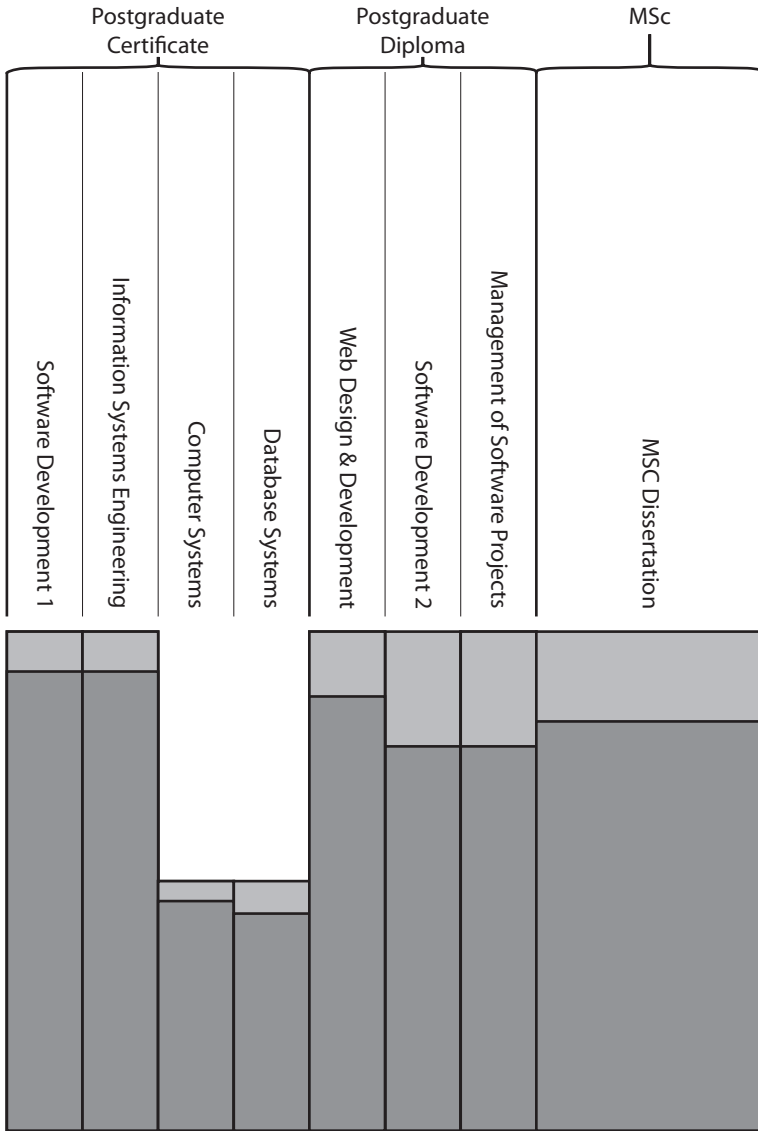 Postgraduate
Certificate
Postgraduate
Diploma
MSc
Software Development 1
Information Systems Engineering
Computer Systems
Database Systems
Web Design & Development
Software Development 2
Management of Software Projects
MSC Dissertation